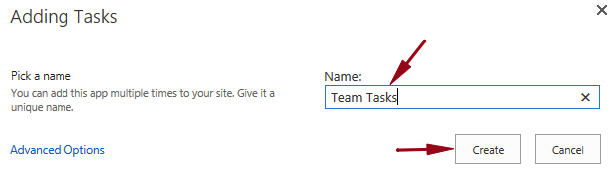 Adding Tasks
Pick a name
You can add this app multiple times to your site. Give it a
unique name.
Name:
Team Tasks
Advanced Options
Create
Cancel